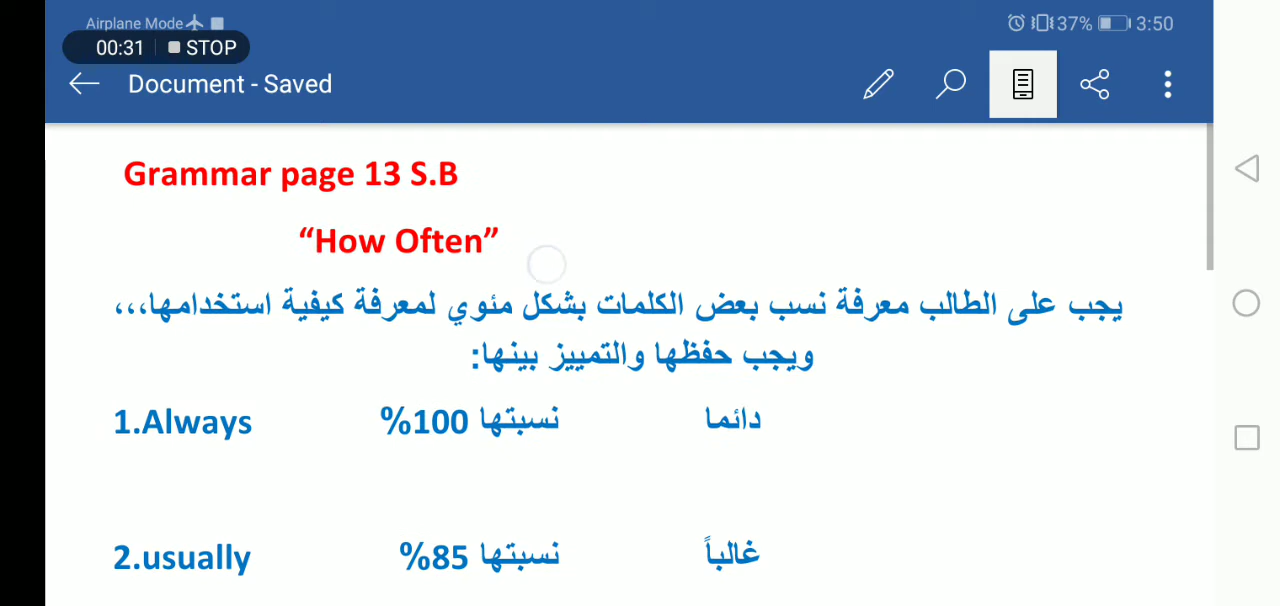 Airplane Mode 37% 3:50
00:31 STOP
Document - Saved
Grammar page 13 S.B
“How Often”
يجب على الطالب معرفة نسب بعض الكلمات بشكل مئوي لمعرفة كيفية استخدامها،،،
ويجب حفظها والتمييز بينها:
1.Always نسبتها 100% دائما
2.usually نسبتها 85% غالباً